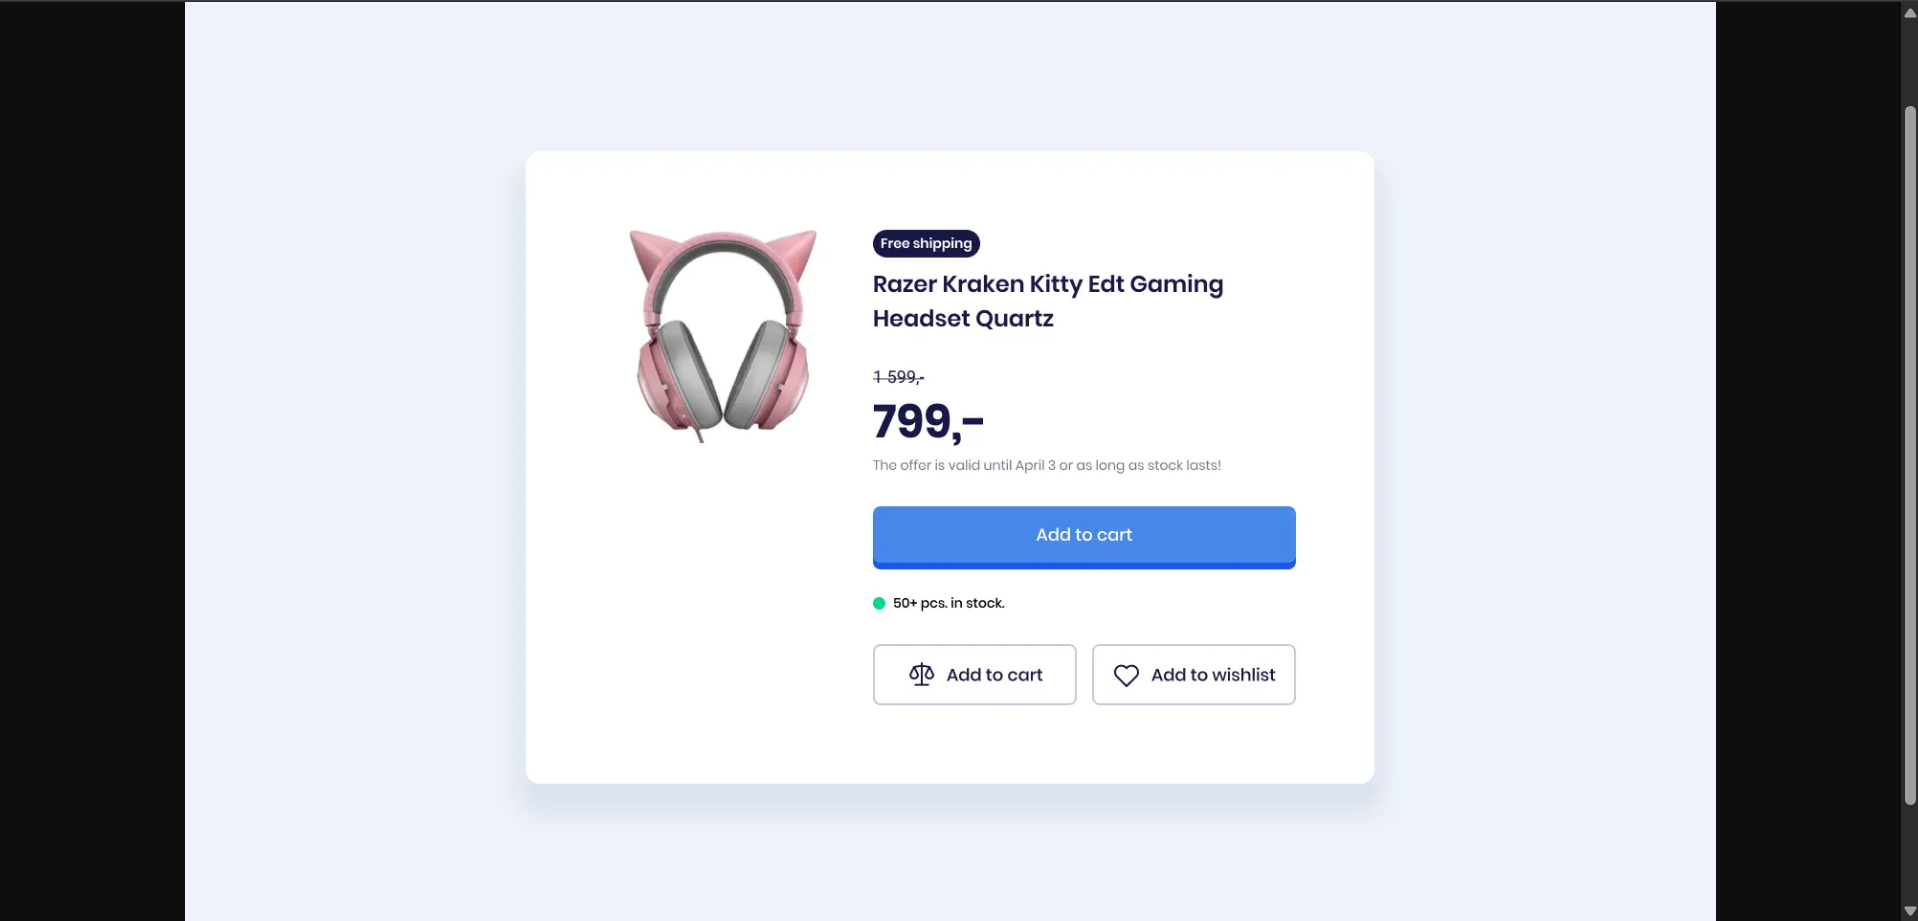 Free shipping
Razer Kraken Kitty Edt Gaming
Headset Quartz
1 599,-
799,-
The offer is valid until April 3 or as long as stock lasts!
Add to cart
50+ pcs. in stock.
Add to cart
Add to wishlist